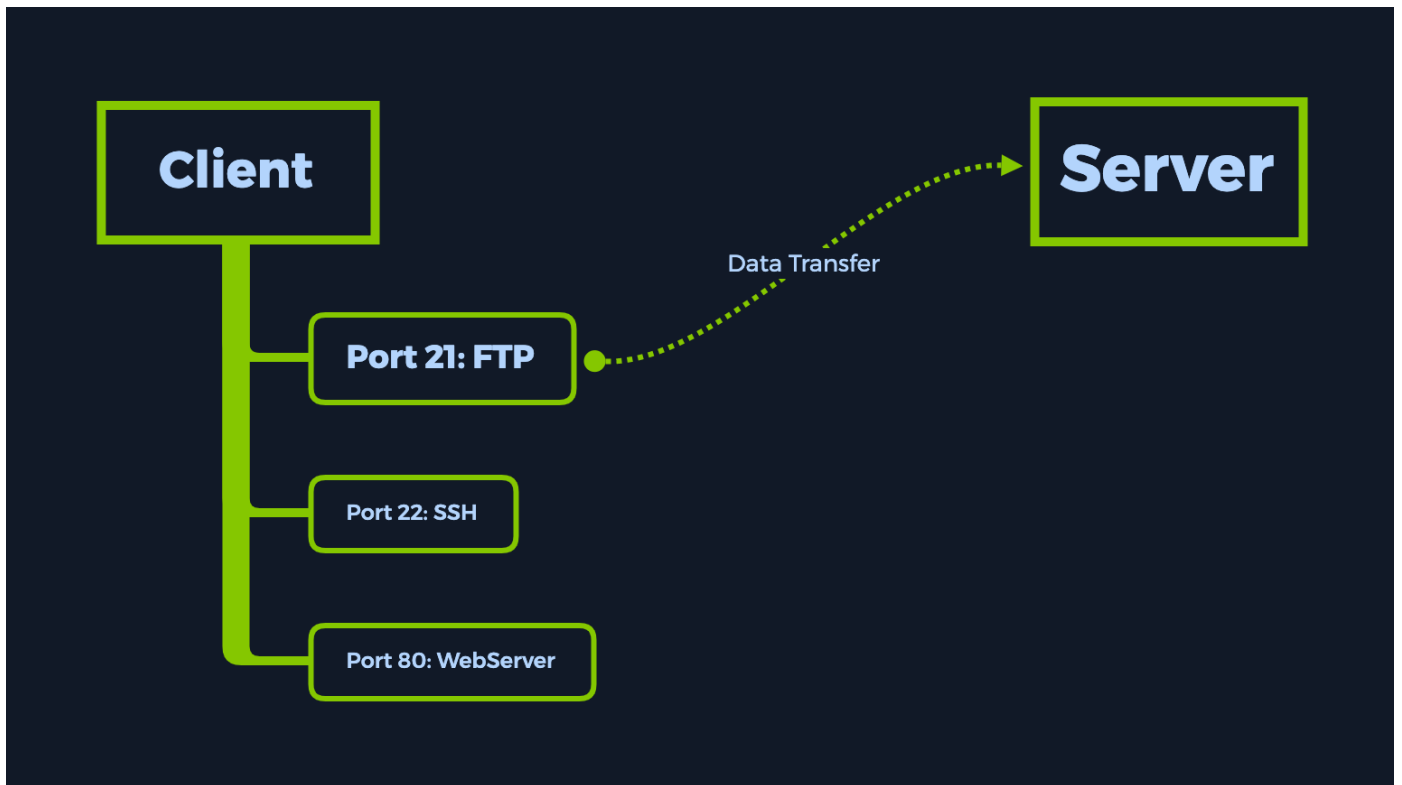 Client
Server
Data Transfer
Port 21: FTP
Port 22: SSH
Port 80: WebServer